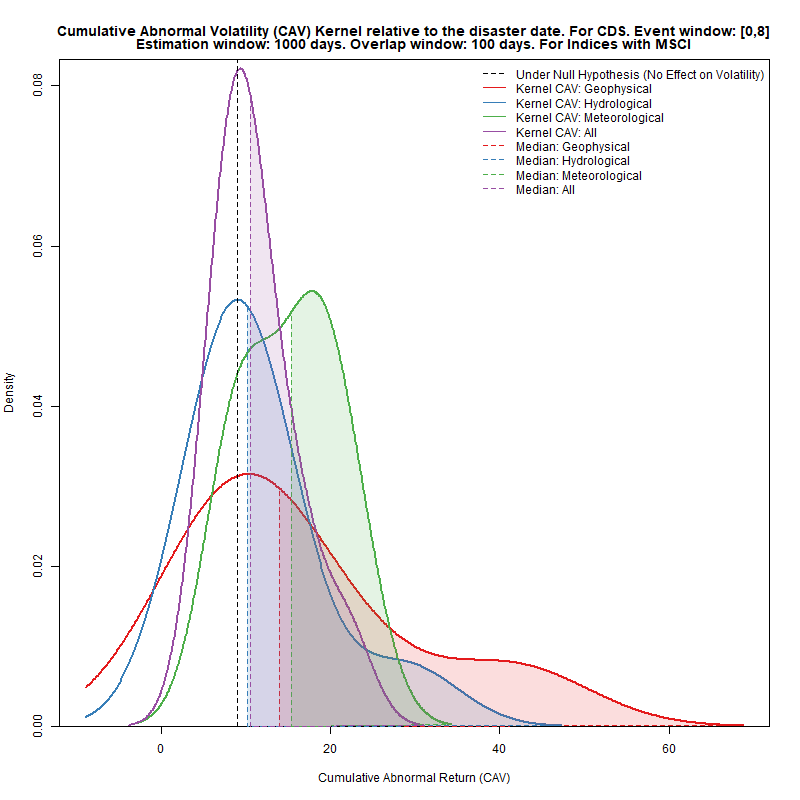 Cumulative Abnormal Volatility (CAV) Kernel relative to the disaster date. For CDS. Event window: [0,8]
Estimation window: 1000 days. Overlap window: 100 days. For Indices with MSCI
Under Null Hypothesis (No Effect on Volatility)
Kernel CAV: Geophysical
Kernel CAV: Hydrological
Kernel CAV: Meteorological
Kernel CAV: All
Median: Geophysical
Median: Hydrological
Median: Meteorological
Median: All
0.08
0.06
0.04
0.02
0.00
Density
0
20
40
60
Cumulative Abnormal Return (CAV)